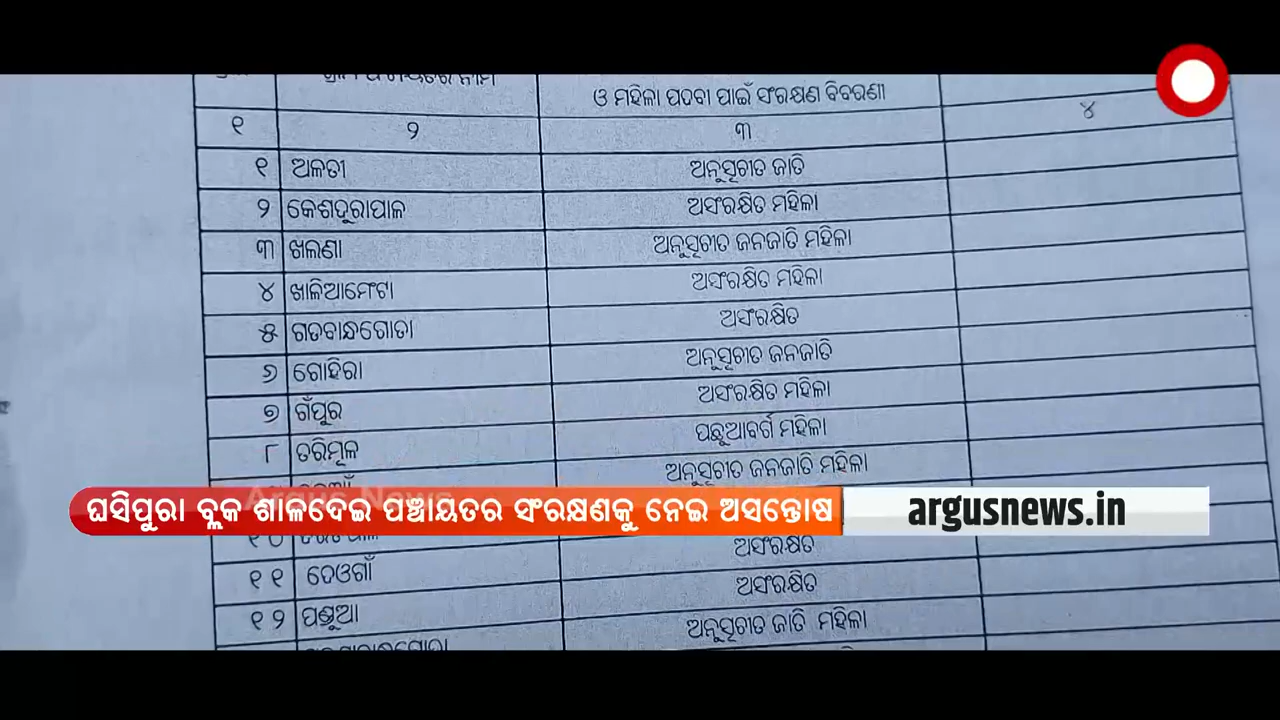 ଓ ମହିଳା ପଦବୀ ପାଇଁ ସଂରକ୍ଷଣ ବିବରଣୀ
୧ ୨ ୩ ୪
୧ ଅଳତୀ ଅନୁସୂଚୀତ ଜାତି
୨ କେଶଦୁରାପାଳ ଅସଂରକ୍ଷିତ ମହିଳା
୩ ଖଲଣା ଅନୁସୂଚୀତ ଜନଜାତି ମହିଳା
୪ ଖାଳିଆମେଂଟା ଅସଂରକ୍ଷିତ ମହିଳା
୫ ଗଡବାନ୍ଧଗୋଡା ଅସଂରକ୍ଷିତ
୬ ଗୋହିରା ଅନୁସୂଚୀତ ଜନଜାତି
୭ ଗଁପୁର ଅସଂରକ୍ଷିତ ମହିଳା
୮ ତରିମୂଳ ପଛୁଆବର୍ଗ ମହିଳା
ଅନୁସୂଚୀତ ଜନଜାତି ମହିଳା
Argus News
ଘସିପୁରା ବ୍ଲକ ଶାଳଦେଇ ପଞ୍ଚାୟତର ସଂରକ୍ଷଣକୁ ନେଇ ଅସନ୍ତୋଷ argusnews.in
୧୦ ଅସଂରକ୍ଷିତ
୧୧ ଦେଓଗାଁ ଅସଂରକ୍ଷିତ
୧୨ ପଣ୍ଡୁଆ ଅନୁସୂଚୀତ ଜାତି ମହିଳା